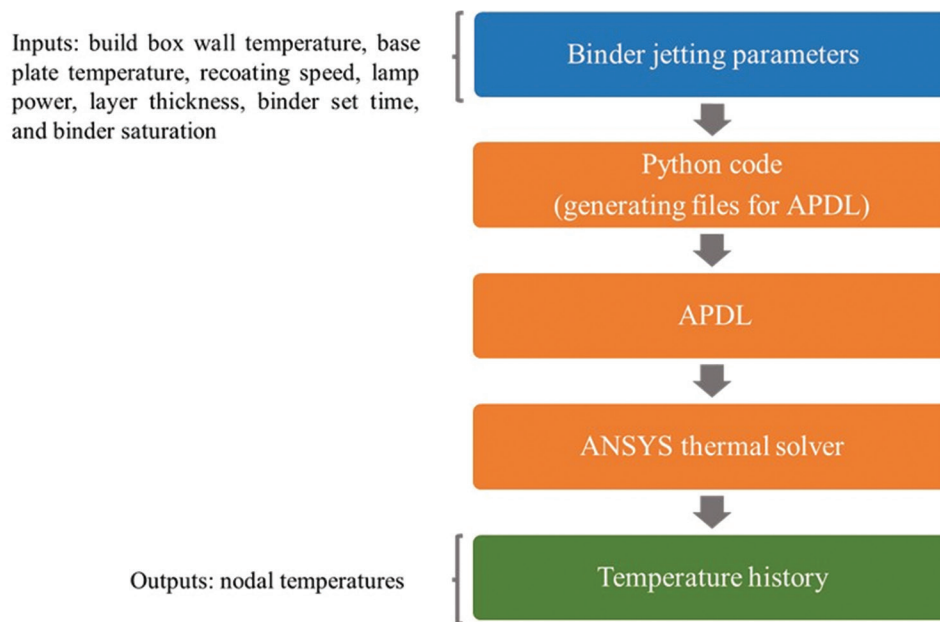 Inputs: build box wall temperature, base
plate temperature, recoating speed, lamp
power, layer thickness, binder set time,
and binder saturation
Binder jetting parameters
Python code
(generating files for APDL)
APDL
ANSYS thermal solver
Outputs: nodal temperatures
Temperature history